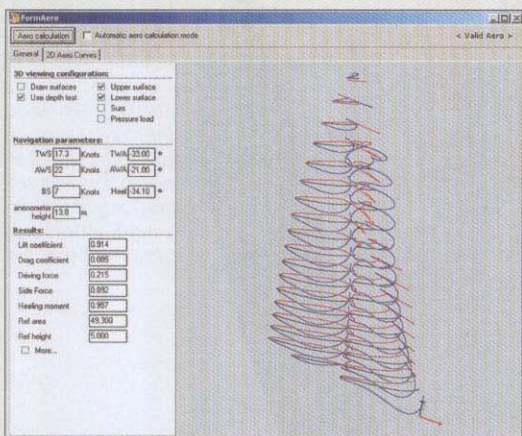 FormAero
Aero calculation
Automatic aero calculation mode
< Valid Aero >
General
2D Aero Curves
3D viewing configuration:
Draw surfaces
Upper surface
Use depth test
Lower surface
Pressure load
Navigation parameters:
TWS 17.3 Knots TWA -33.00 °
AWS 22 Knots AWA -21.00 °
BS 7 Knots Heel -34.10 °
anemometer
height 13.8 m
Results:
Lift coefficient 0.914
Drag coefficient 0.085
Driving force 0.215
Side Force 0.892
Heeling moment 0.967
Ref area 49.300
Ref height 5.000
More...